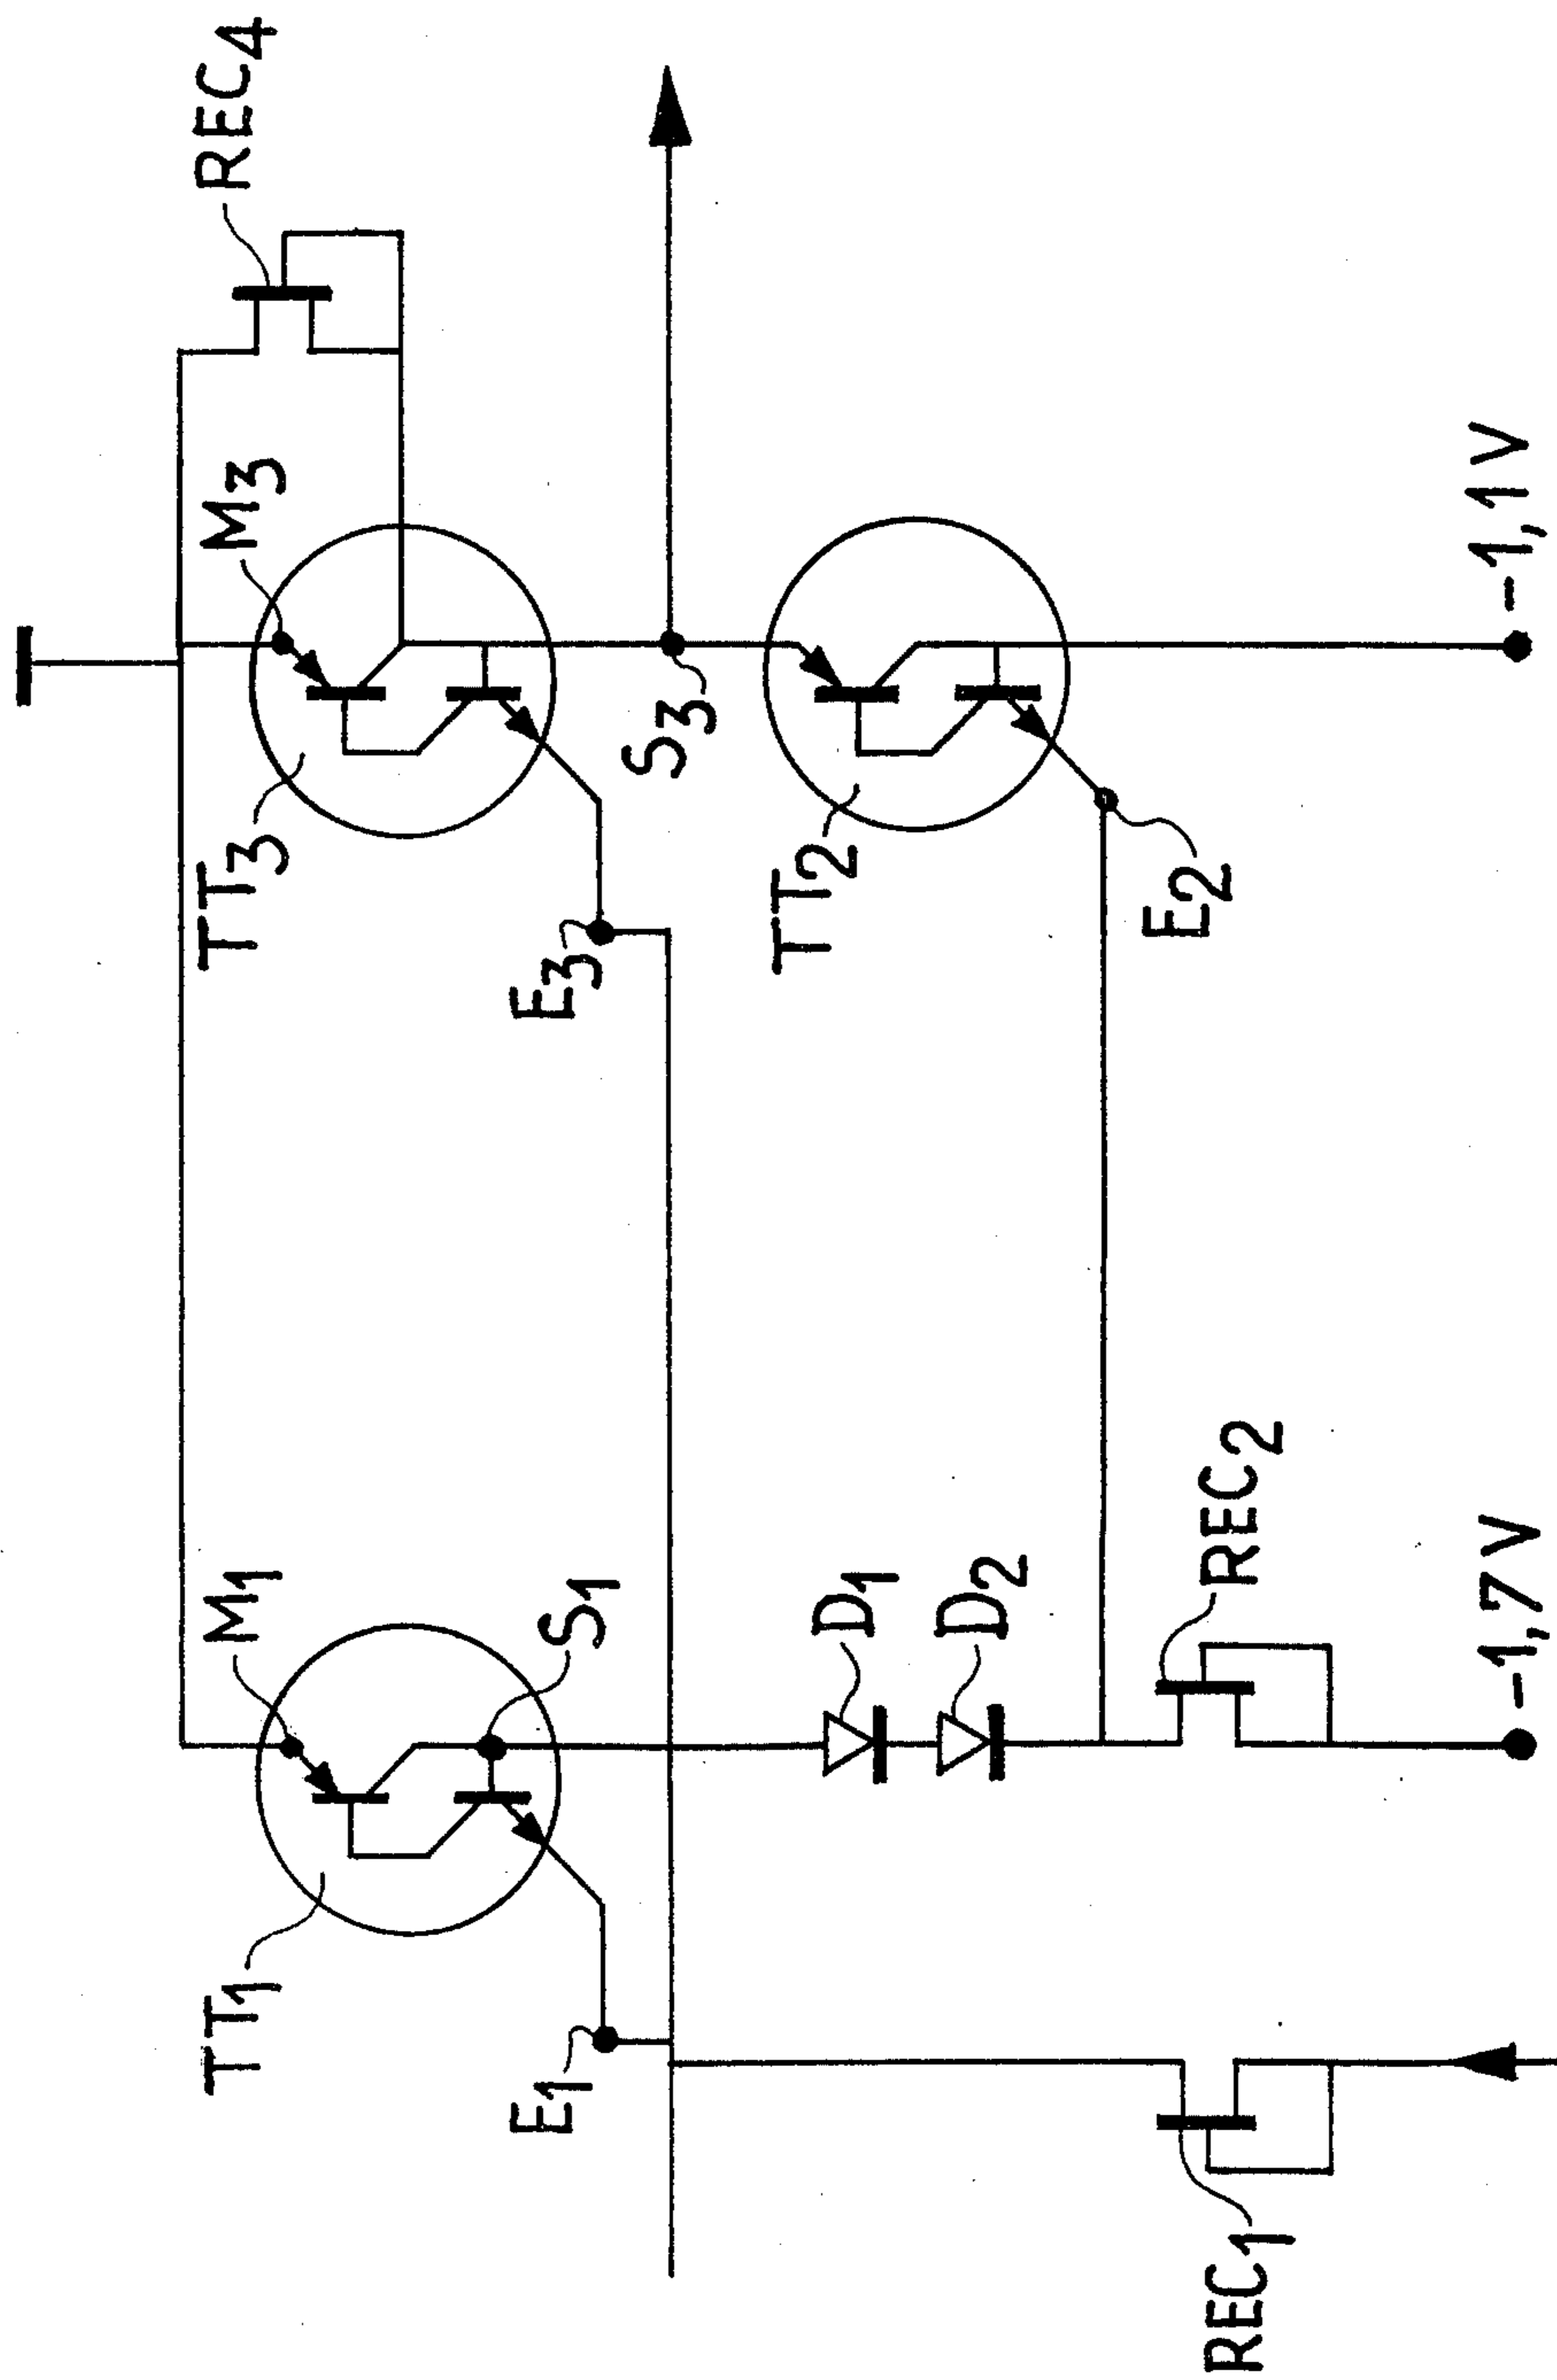 REC4
M3
TT3
S3
E3
TT2
E2
-1,1V
M1
S1
TT1
E1
D1
D2
REC2
-1,7V
REC1